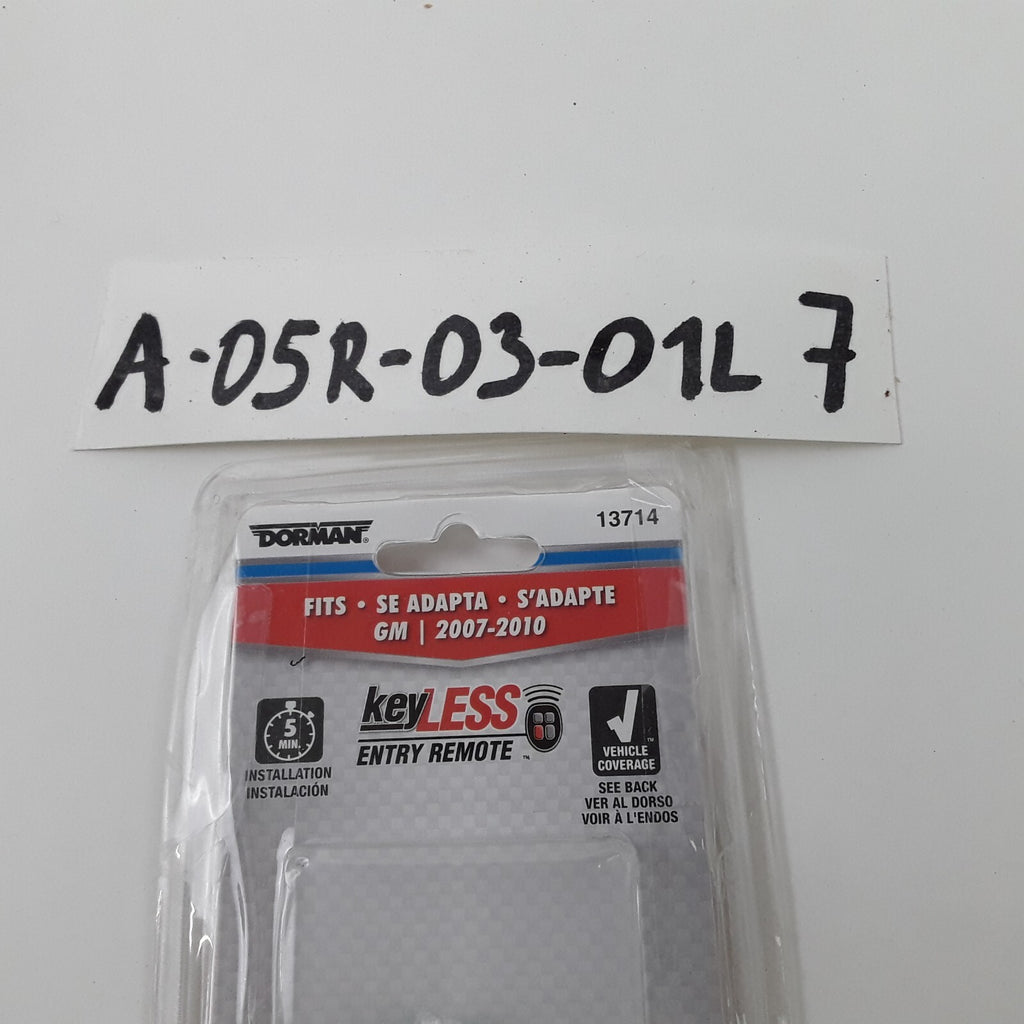 A-05R-03-01L 7
DORMAN®
13714
FITS • SE ADAPTA • S'ADAPTE
GM | 2007-2010
5
MIN.
INSTALLATION
INSTALACIÓN
keyLESS
ENTRY REMOTE™
VEHICLE
COVERAGE
SEE BACK
VER AL DORSO
VOIR À L'ENDOS